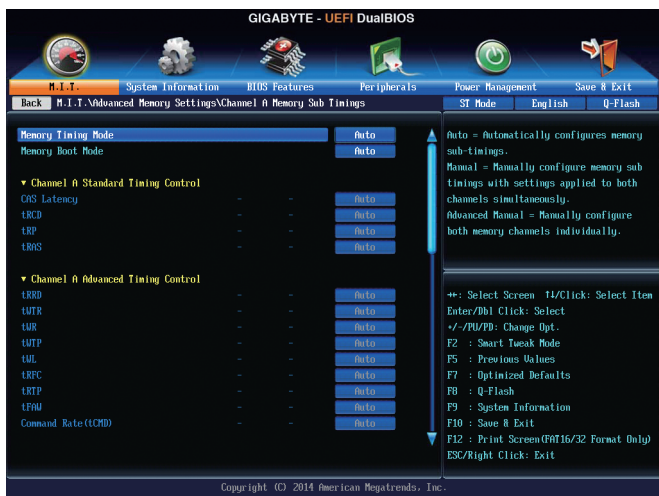 GIGABYTE - UEFI DualBIOS
M.I.T. System Information BIOS Features Peripherals Power Management Save & Exit
Back M.I.T.\Advanced Memory Settings\Channel A Memory Sub Timings ST Mode English Q-Flash
Memory Timing Mode Auto
Memory Boot Mode Auto
▼ Channel A Standard Timing Control
CAS Latency - - Auto
tRCD - - Auto
tRP - - Auto
tRAS - - Auto
▼ Channel A Advanced Timing Control
tRRD - - Auto
tWTR - - Auto
tWR - - Auto
tWTP - - Auto
tWL - - Auto
tRFC - - Auto
tRTP - - Auto
tFAW - - Auto
Command Rate(tCMD) - - Auto
Auto = Automatically configures memory
sub-timings.
Manual = Manually configure memory sub
timings with settings applied to both
channels simultaneously.
Advanced Manual = Manually configure
both memory channels individually.
↔: Select Screen ↑↓/Click: Select Item
Enter/Dbl Click: Select
+/-/PU/PD: Change Opt.
F2 : Smart Tweak Mode
F5 : Previous Values
F7 : Optimized Defaults
F8 : Q-Flash
F9 : System Information
F10 : Save & Exit
F12 : Print Screen(FAT16/32 Format Only)
ESC/Right Click: Exit
Copyright (C) 2014 American Megatrends, Inc.